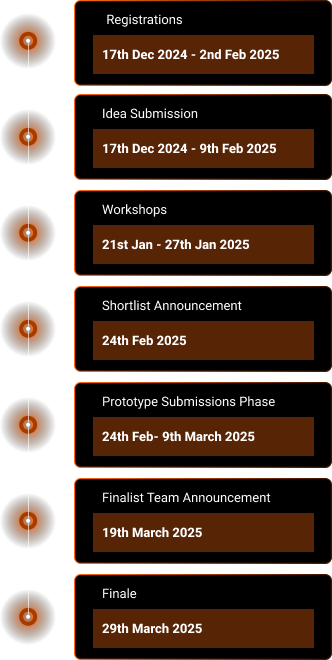 Registrations
17th Dec 2024 - 2nd Feb 2025
Idea Submission
17th Dec 2024 - 9th Feb 2025
Workshops
21st Jan - 27th Jan 2025
Shortlist Announcement
24th Feb 2025
Prototype Submissions Phase
24th Feb- 9th March 2025
Finalist Team Announcement
19th March 2025
Finale
29th March 2025